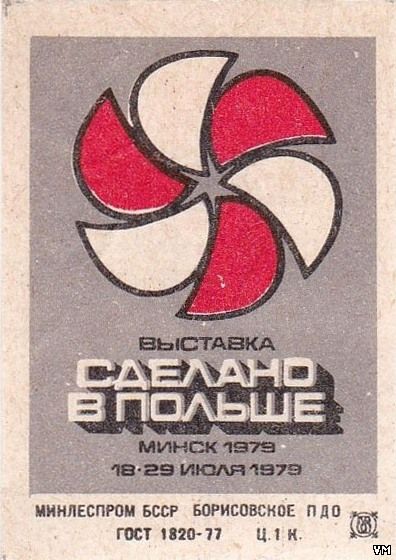 ВЫСТАВКА
СДЕЛАНО
В ПОЛЬШЕ
МИНСК 1979
18·29 ИЮЛЯ 1979
МИНЛЕСПРОМ БССР БОРИСОВСКОЕ ПДО
ГОСТ 1820-77 Ц.1 К.
VM